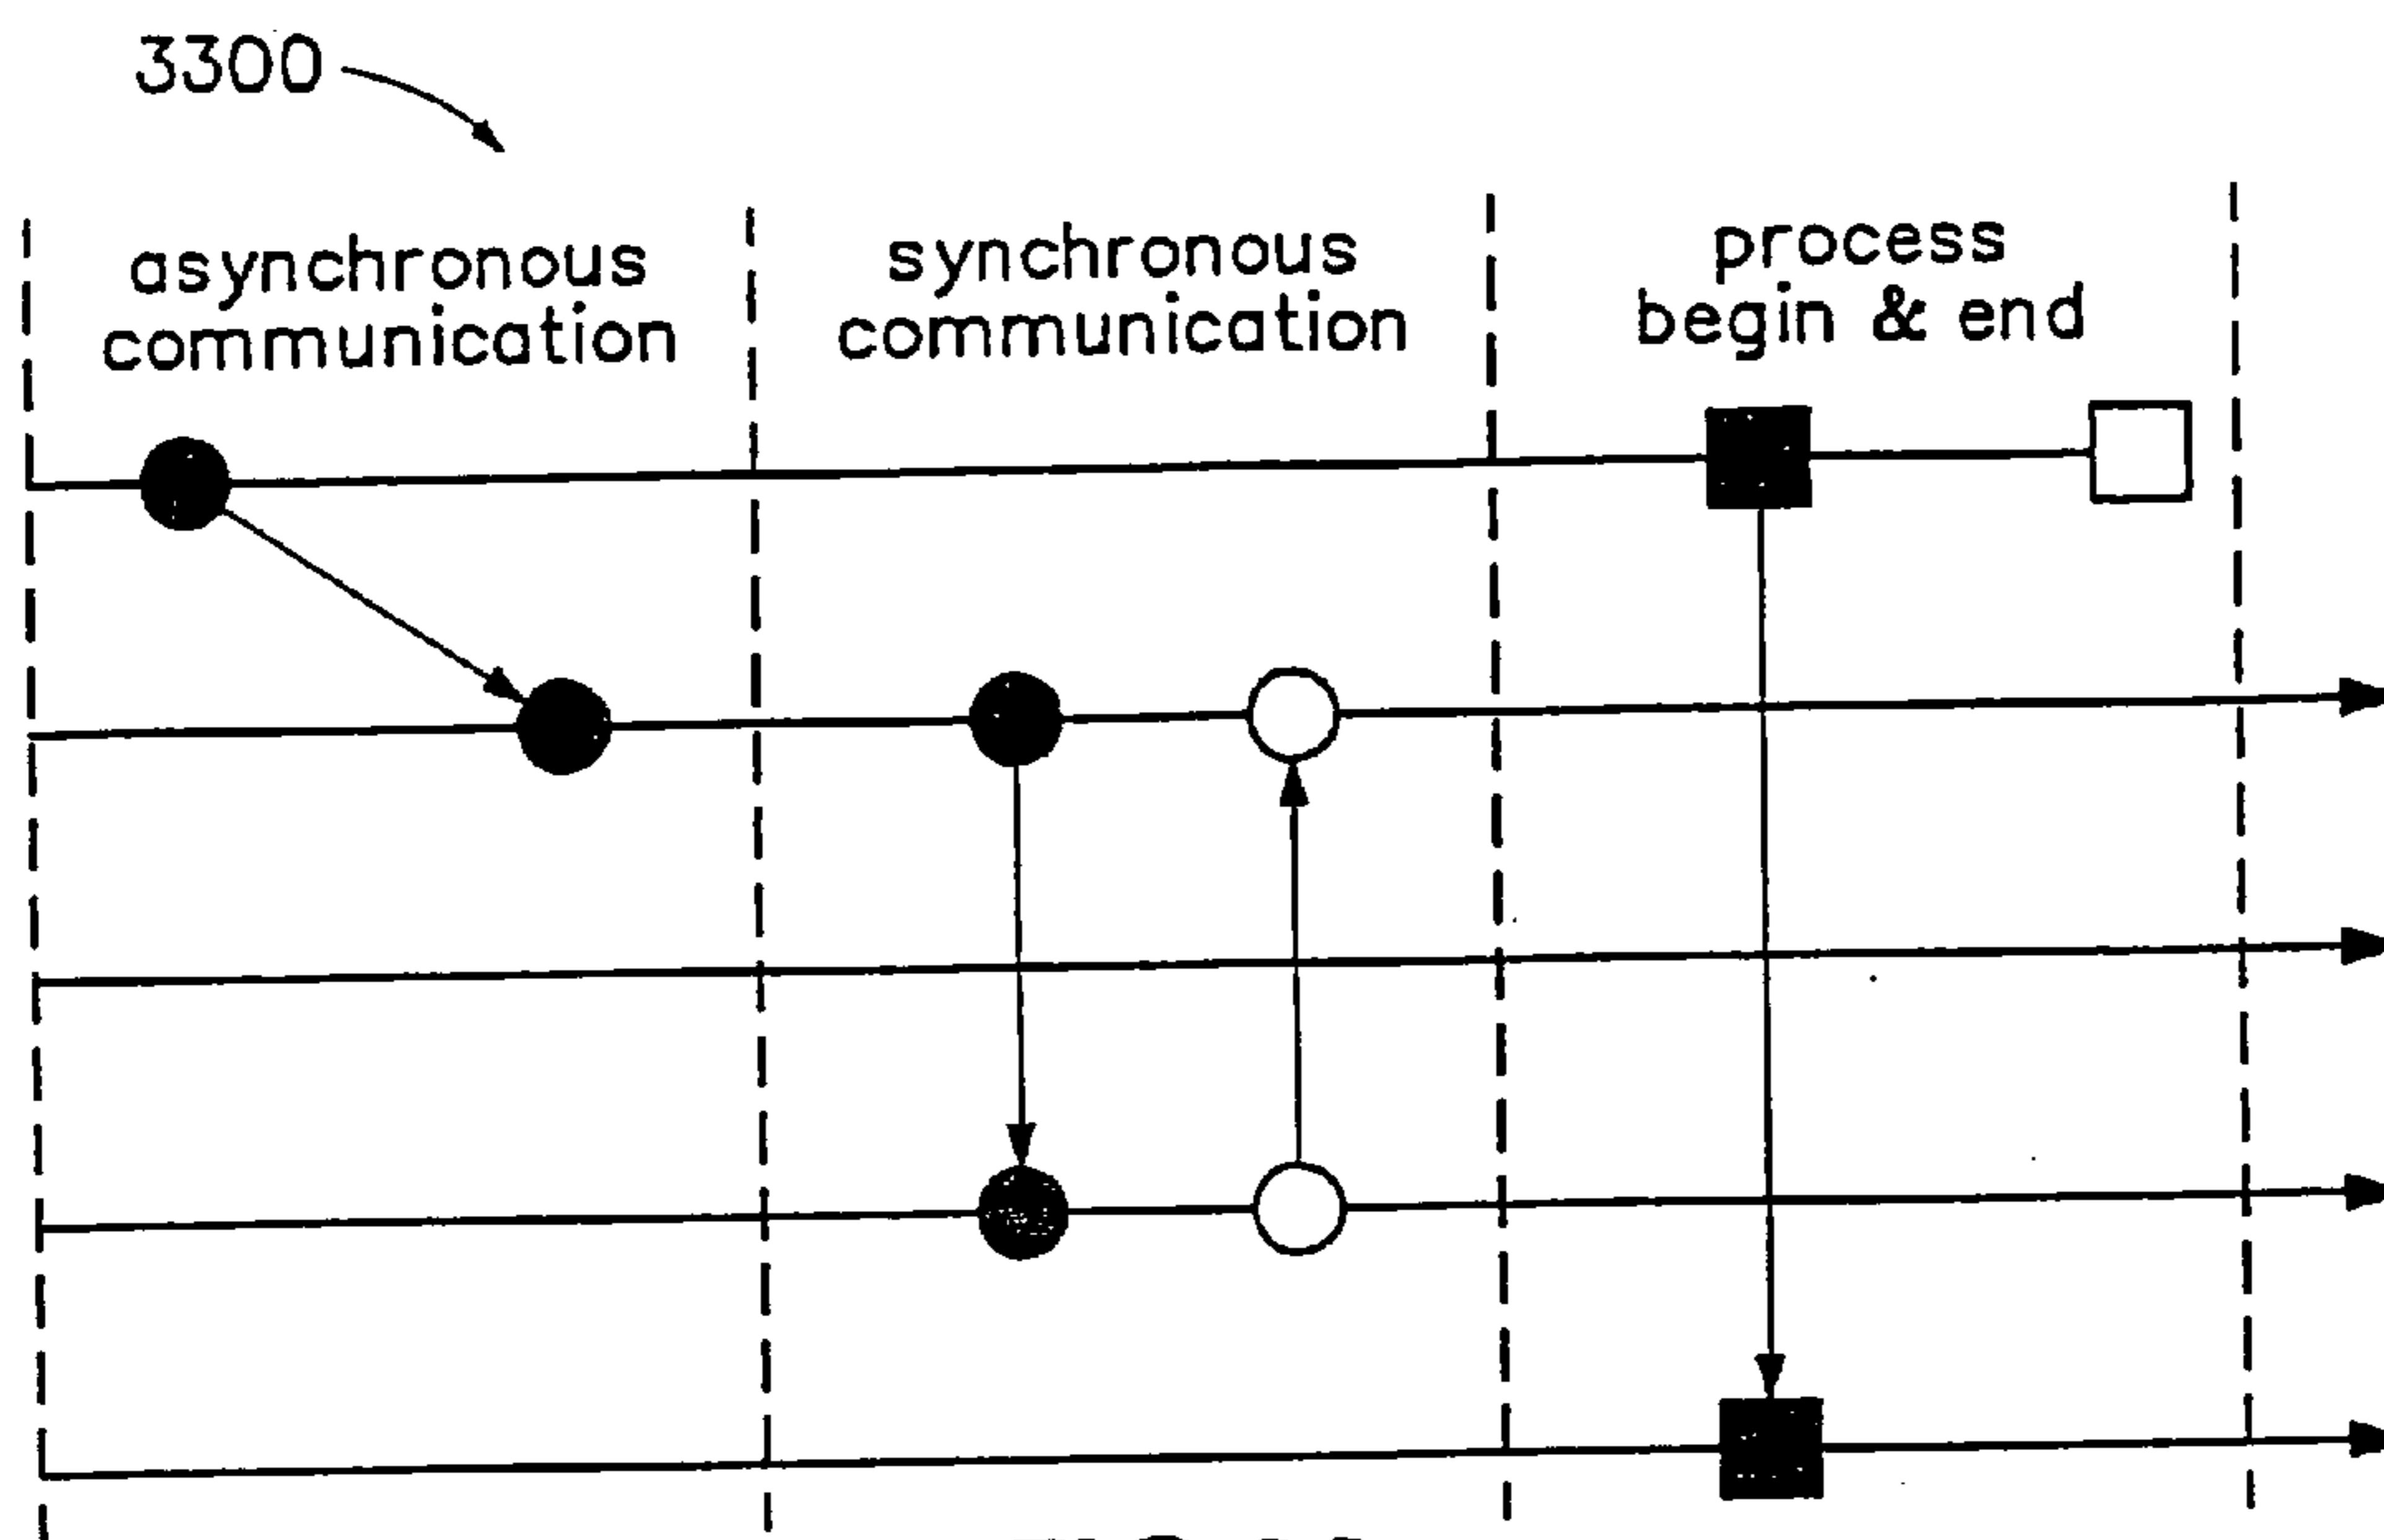 3300
asynchronous
communication
synchronous
communication
process
begin & end